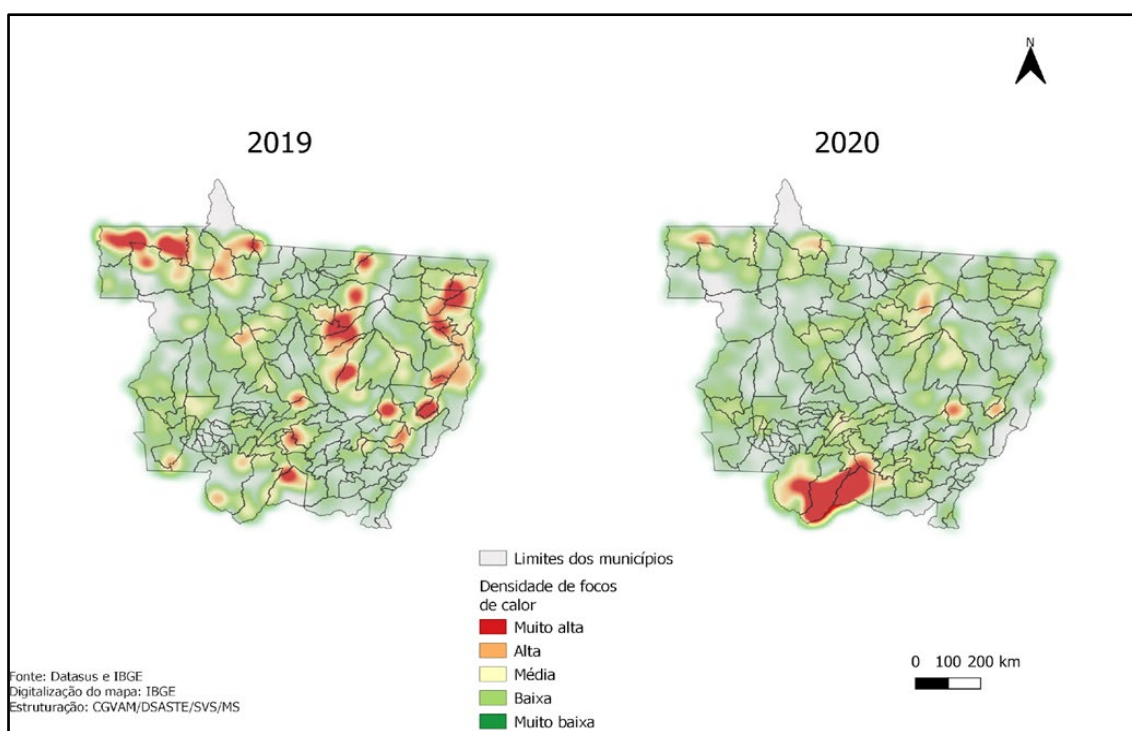 N
2019
2020
Limites dos municípios
Densidade de focos
de calor
Muito alta
Alta
Média
Baixa
Muito baixa
0 100 200 km
Fonte: Datasus e IBGE
Digitalização do mapa: IBGE
Estruturação: CGVAM/DSASTE/SVS/MS